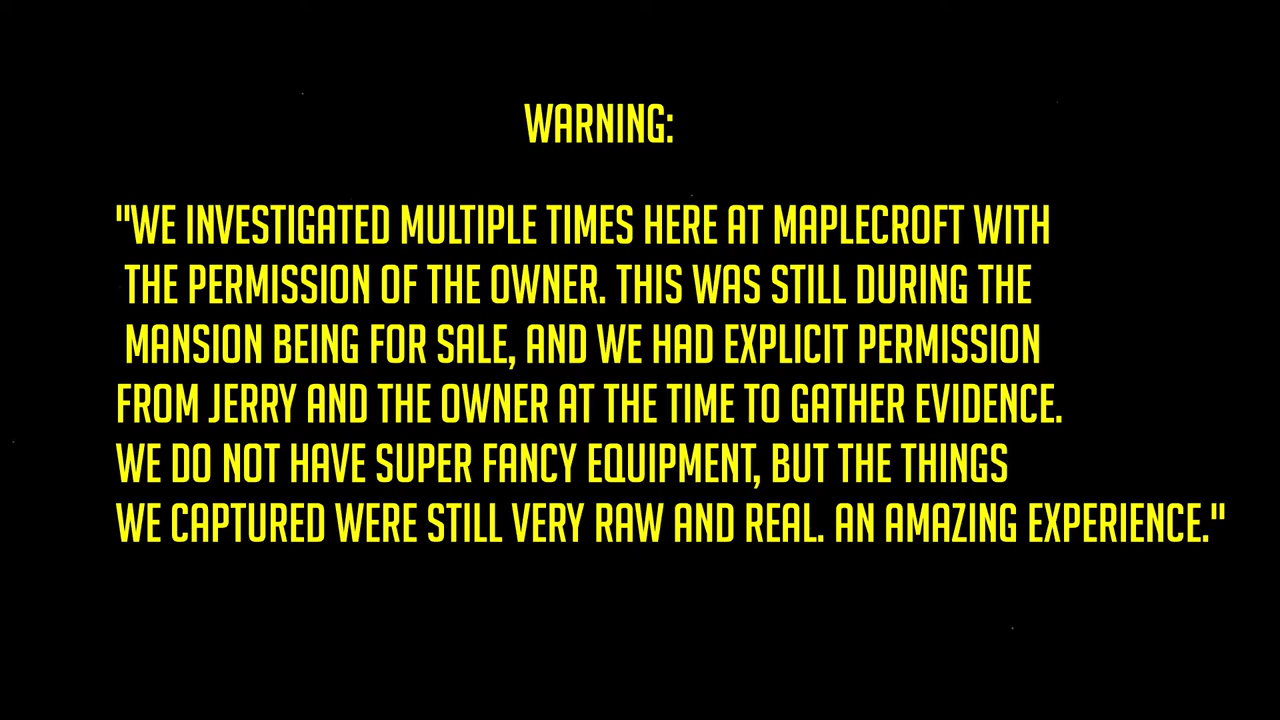 WARNING:
"WE INVESTIGATED MULTIPLE TIMES HERE AT MAPLECROFT WITH
THE PERMISSION OF THE OWNER. THIS WAS STILL DURING THE
MANSION BEING FOR SALE, AND WE HAD EXPLICIT PERMISSION
FROM JERRY AND THE OWNER AT THE TIME TO GATHER EVIDENCE.
WE DO NOT HAVE SUPER FANCY EQUIPMENT, BUT THE THINGS
WE CAPTURED WERE STILL VERY RAW AND REAL. AN AMAZING EXPERIENCE."